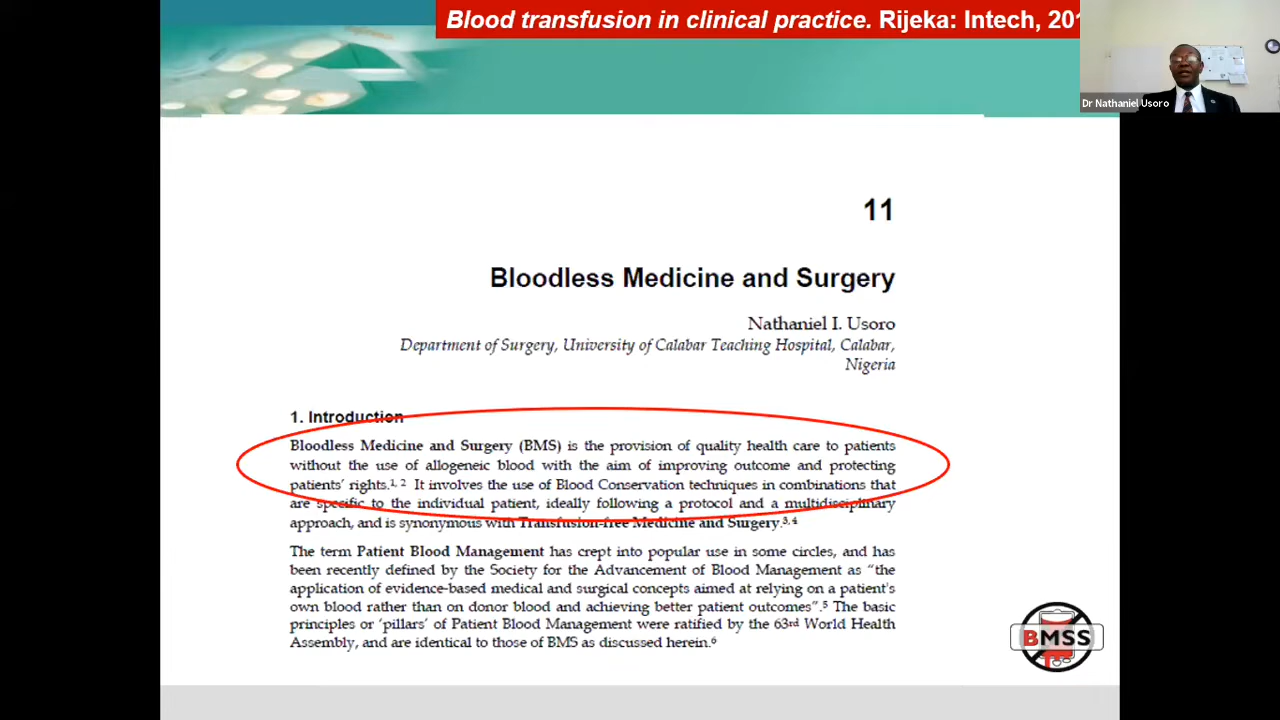 Blood transfusion in clinical practice. Rijeka: Intech, 201
Dr Nathaniel Usoro
11
Bloodless Medicine and Surgery
Nathaniel I. Usoro
Department of Surgery, University of Calabar Teaching Hospital, Calabar,
Nigeria
1. Introduction
Bloodless Medicine and Surgery (BMS) is the provision of quality health care to patients
without the use of allogeneic blood with the aim of improving outcome and protecting
patients' rights.1, 2 It involves the use of Blood Conservation techniques in combinations that
are specific to the individual patient, ideally following a protocol and a multidisciplinary
approach, and is synonymous with Transfusion-free Medicine and Surgery.3,4
The term Patient Blood Management has crept into popular use in some circles, and has
been recently defined by the Society for the Advancement of Blood Management as "the
application of evidence-based medical and surgical concepts aimed at relying on a patient's
own blood rather than on donor blood and achieving better patient outcomes".5 The basic
principles or 'pillars' of Patient Blood Management were ratified by the 63rd World Health
Assembly, and are identical to those of BMS as discussed herein.6
BMSS